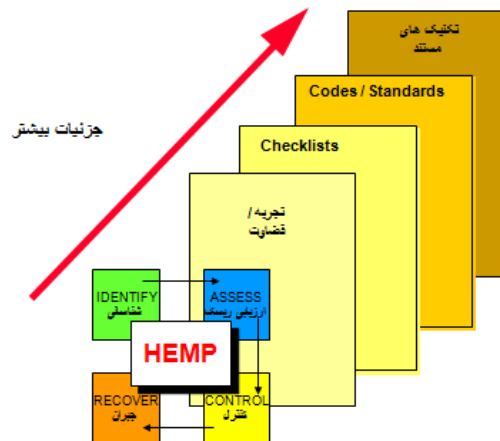 تکنیک های
مستند
Codes / Standards
Checklists
جزئیات بیشتر
تجربه /
قضاوت
IDENTIFY
شناسائی
ASSESS
ارزیابی ریسک
HEMP
RECOVER
جبران
CONTROL
کنترل